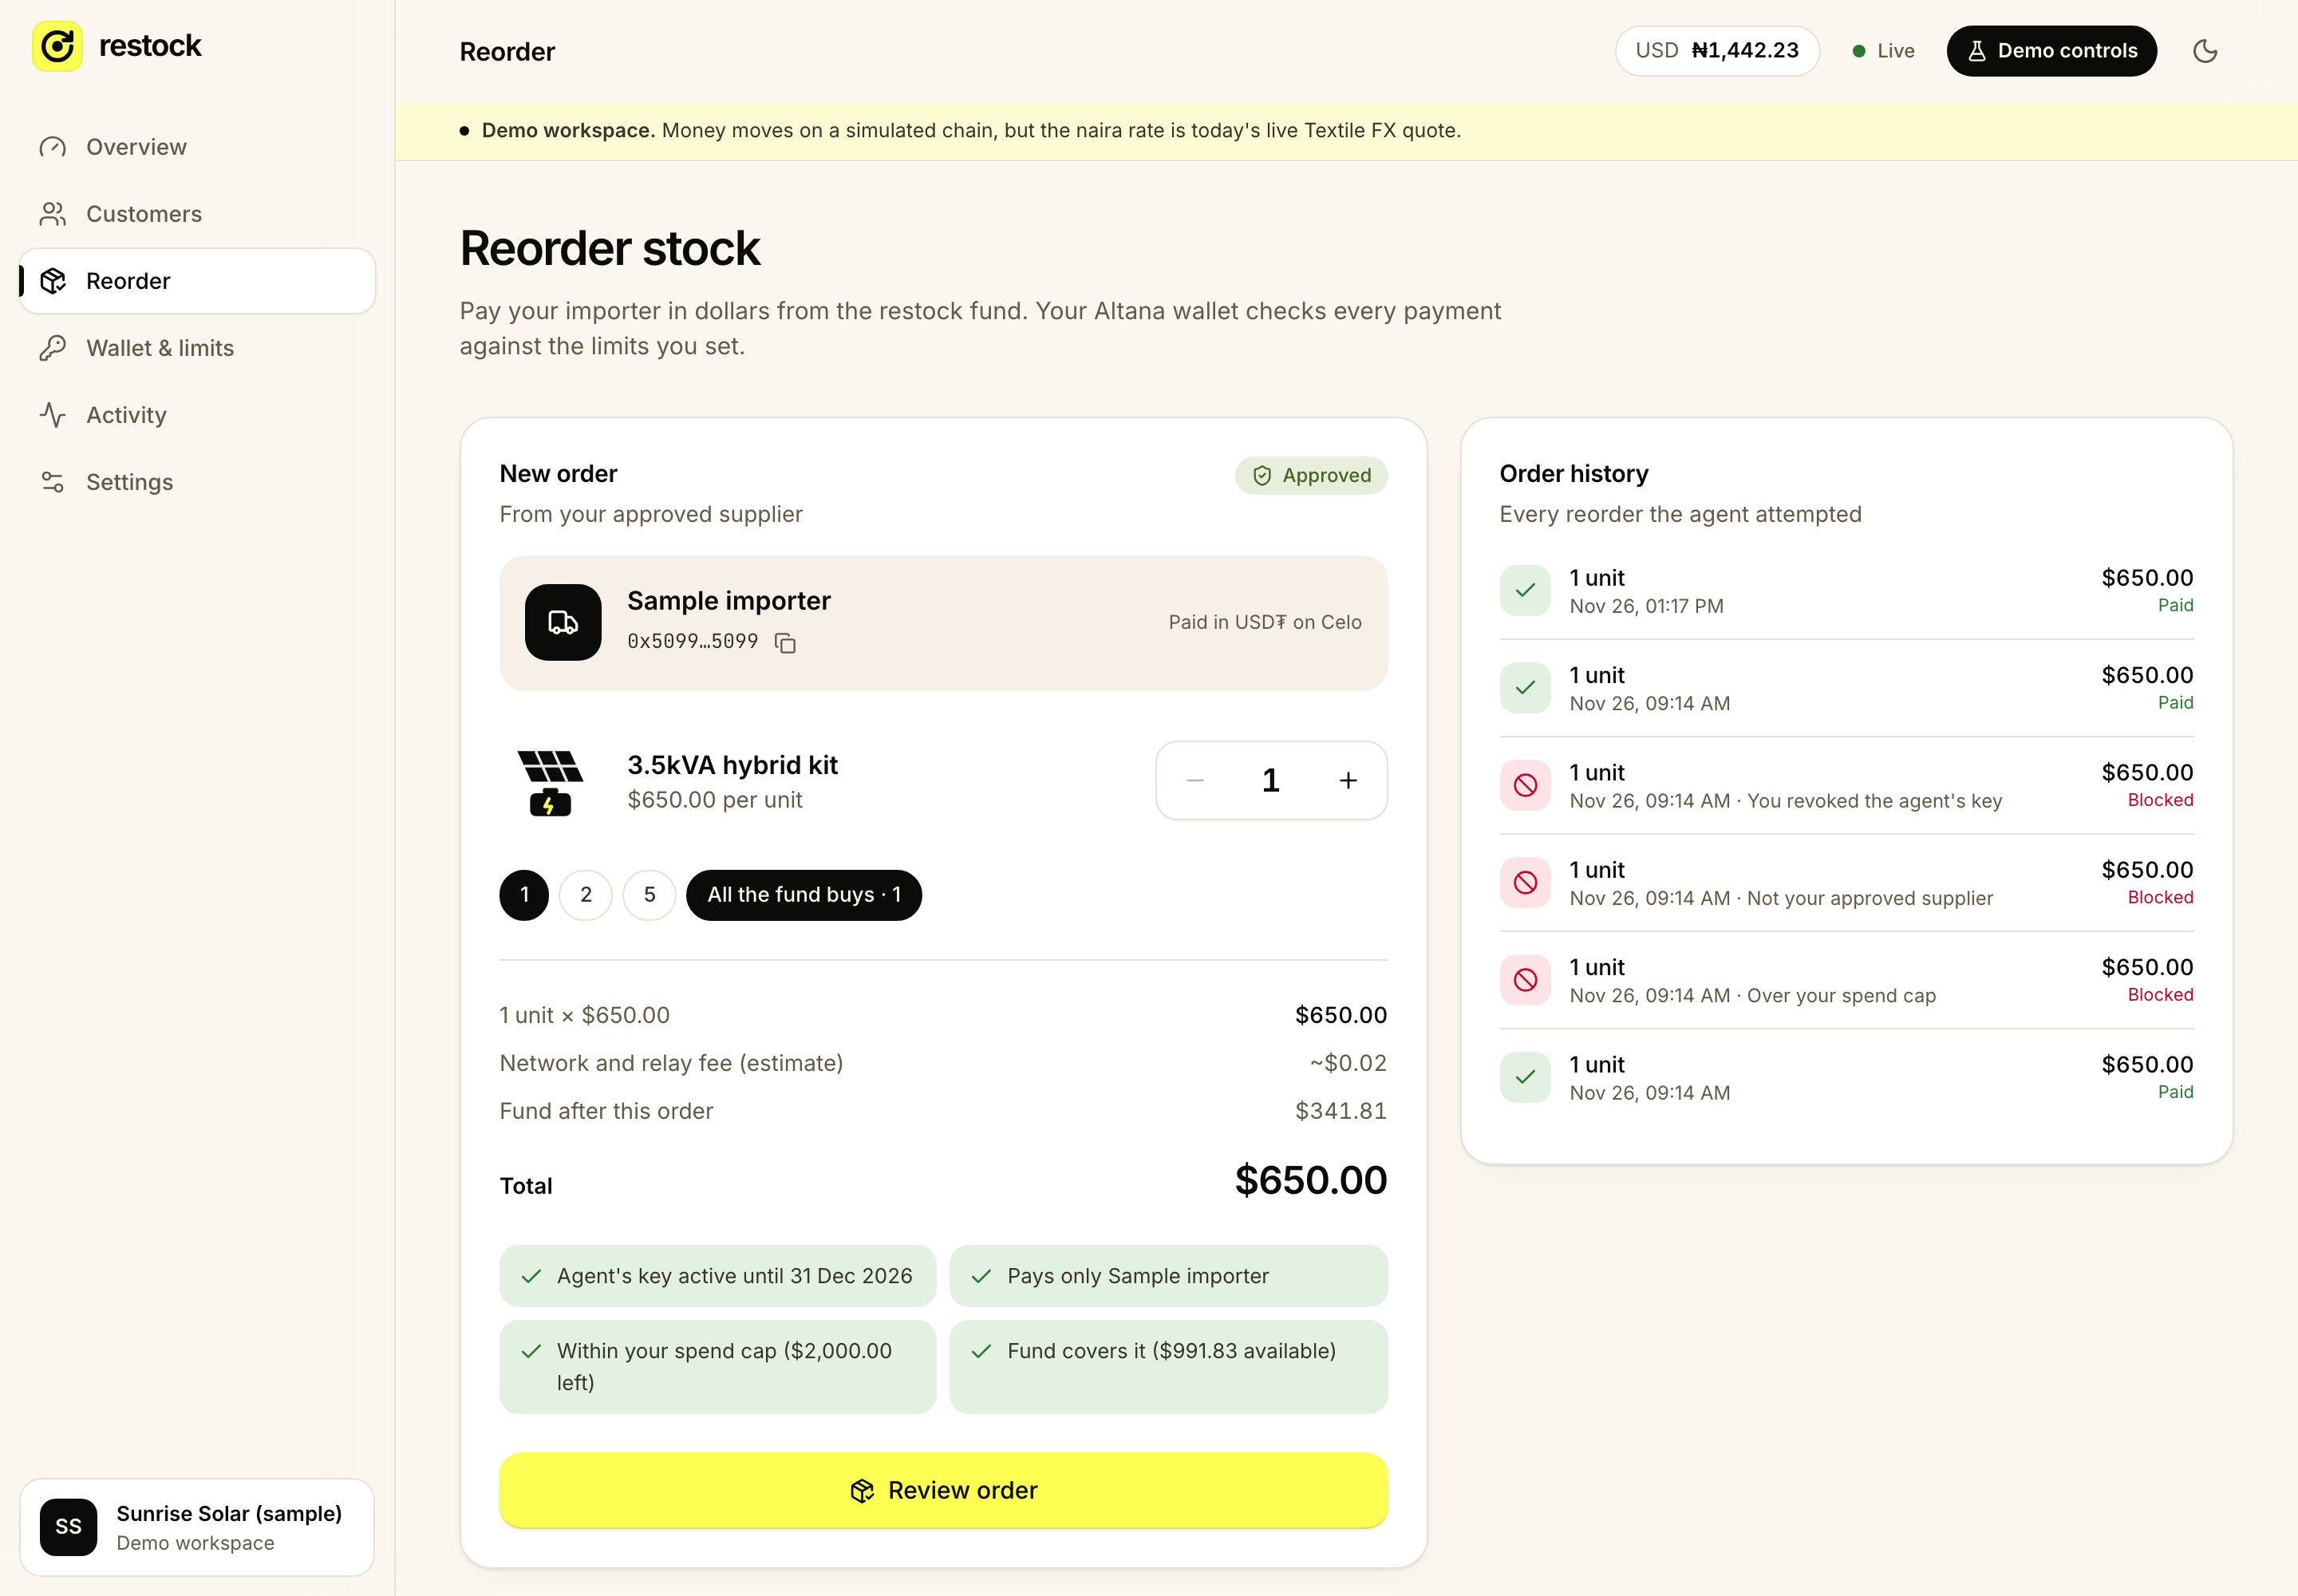 restock
Overview
Customers
Reorder
Wallet & limits
Activity
Settings
SS
Sunrise Solar (sample)
Demo workspace
Reorder
USD ₦1,442.23
Live
Demo controls
Demo workspace. Money moves on a simulated chain, but the naira rate is today's live Textile FX quote.
Reorder stock
Pay your importer in dollars from the restock fund. Your Altana wallet checks every payment
against the limits you set.
New order
Approved
From your approved supplier
Sample importer
0x5099…5099
Paid in USD₮ on Celo
3.5kVA hybrid kit
$650.00 per unit
− 1 +
1 2 5 All the fund buys · 1
1 unit × $650.00 $650.00
Network and relay fee (estimate) ~$0.02
Fund after this order $341.81
Total $650.00
Agent's key active until 31 Dec 2026
Pays only Sample importer
Within your spend cap ($2,000.00
left)
Fund covers it ($991.83 available)
Review order
Order history
Every reorder the agent attempted
1 unit $650.00
Nov 26, 01:17 PM Paid
1 unit $650.00
Nov 26, 09:14 AM Paid
1 unit $650.00
Nov 26, 09:14 AM · You revoked the agent's key Blocked
1 unit $650.00
Nov 26, 09:14 AM · Not your approved supplier Blocked
1 unit $650.00
Nov 26, 09:14 AM · Over your spend cap Blocked
1 unit $650.00
Nov 26, 09:14 AM Paid